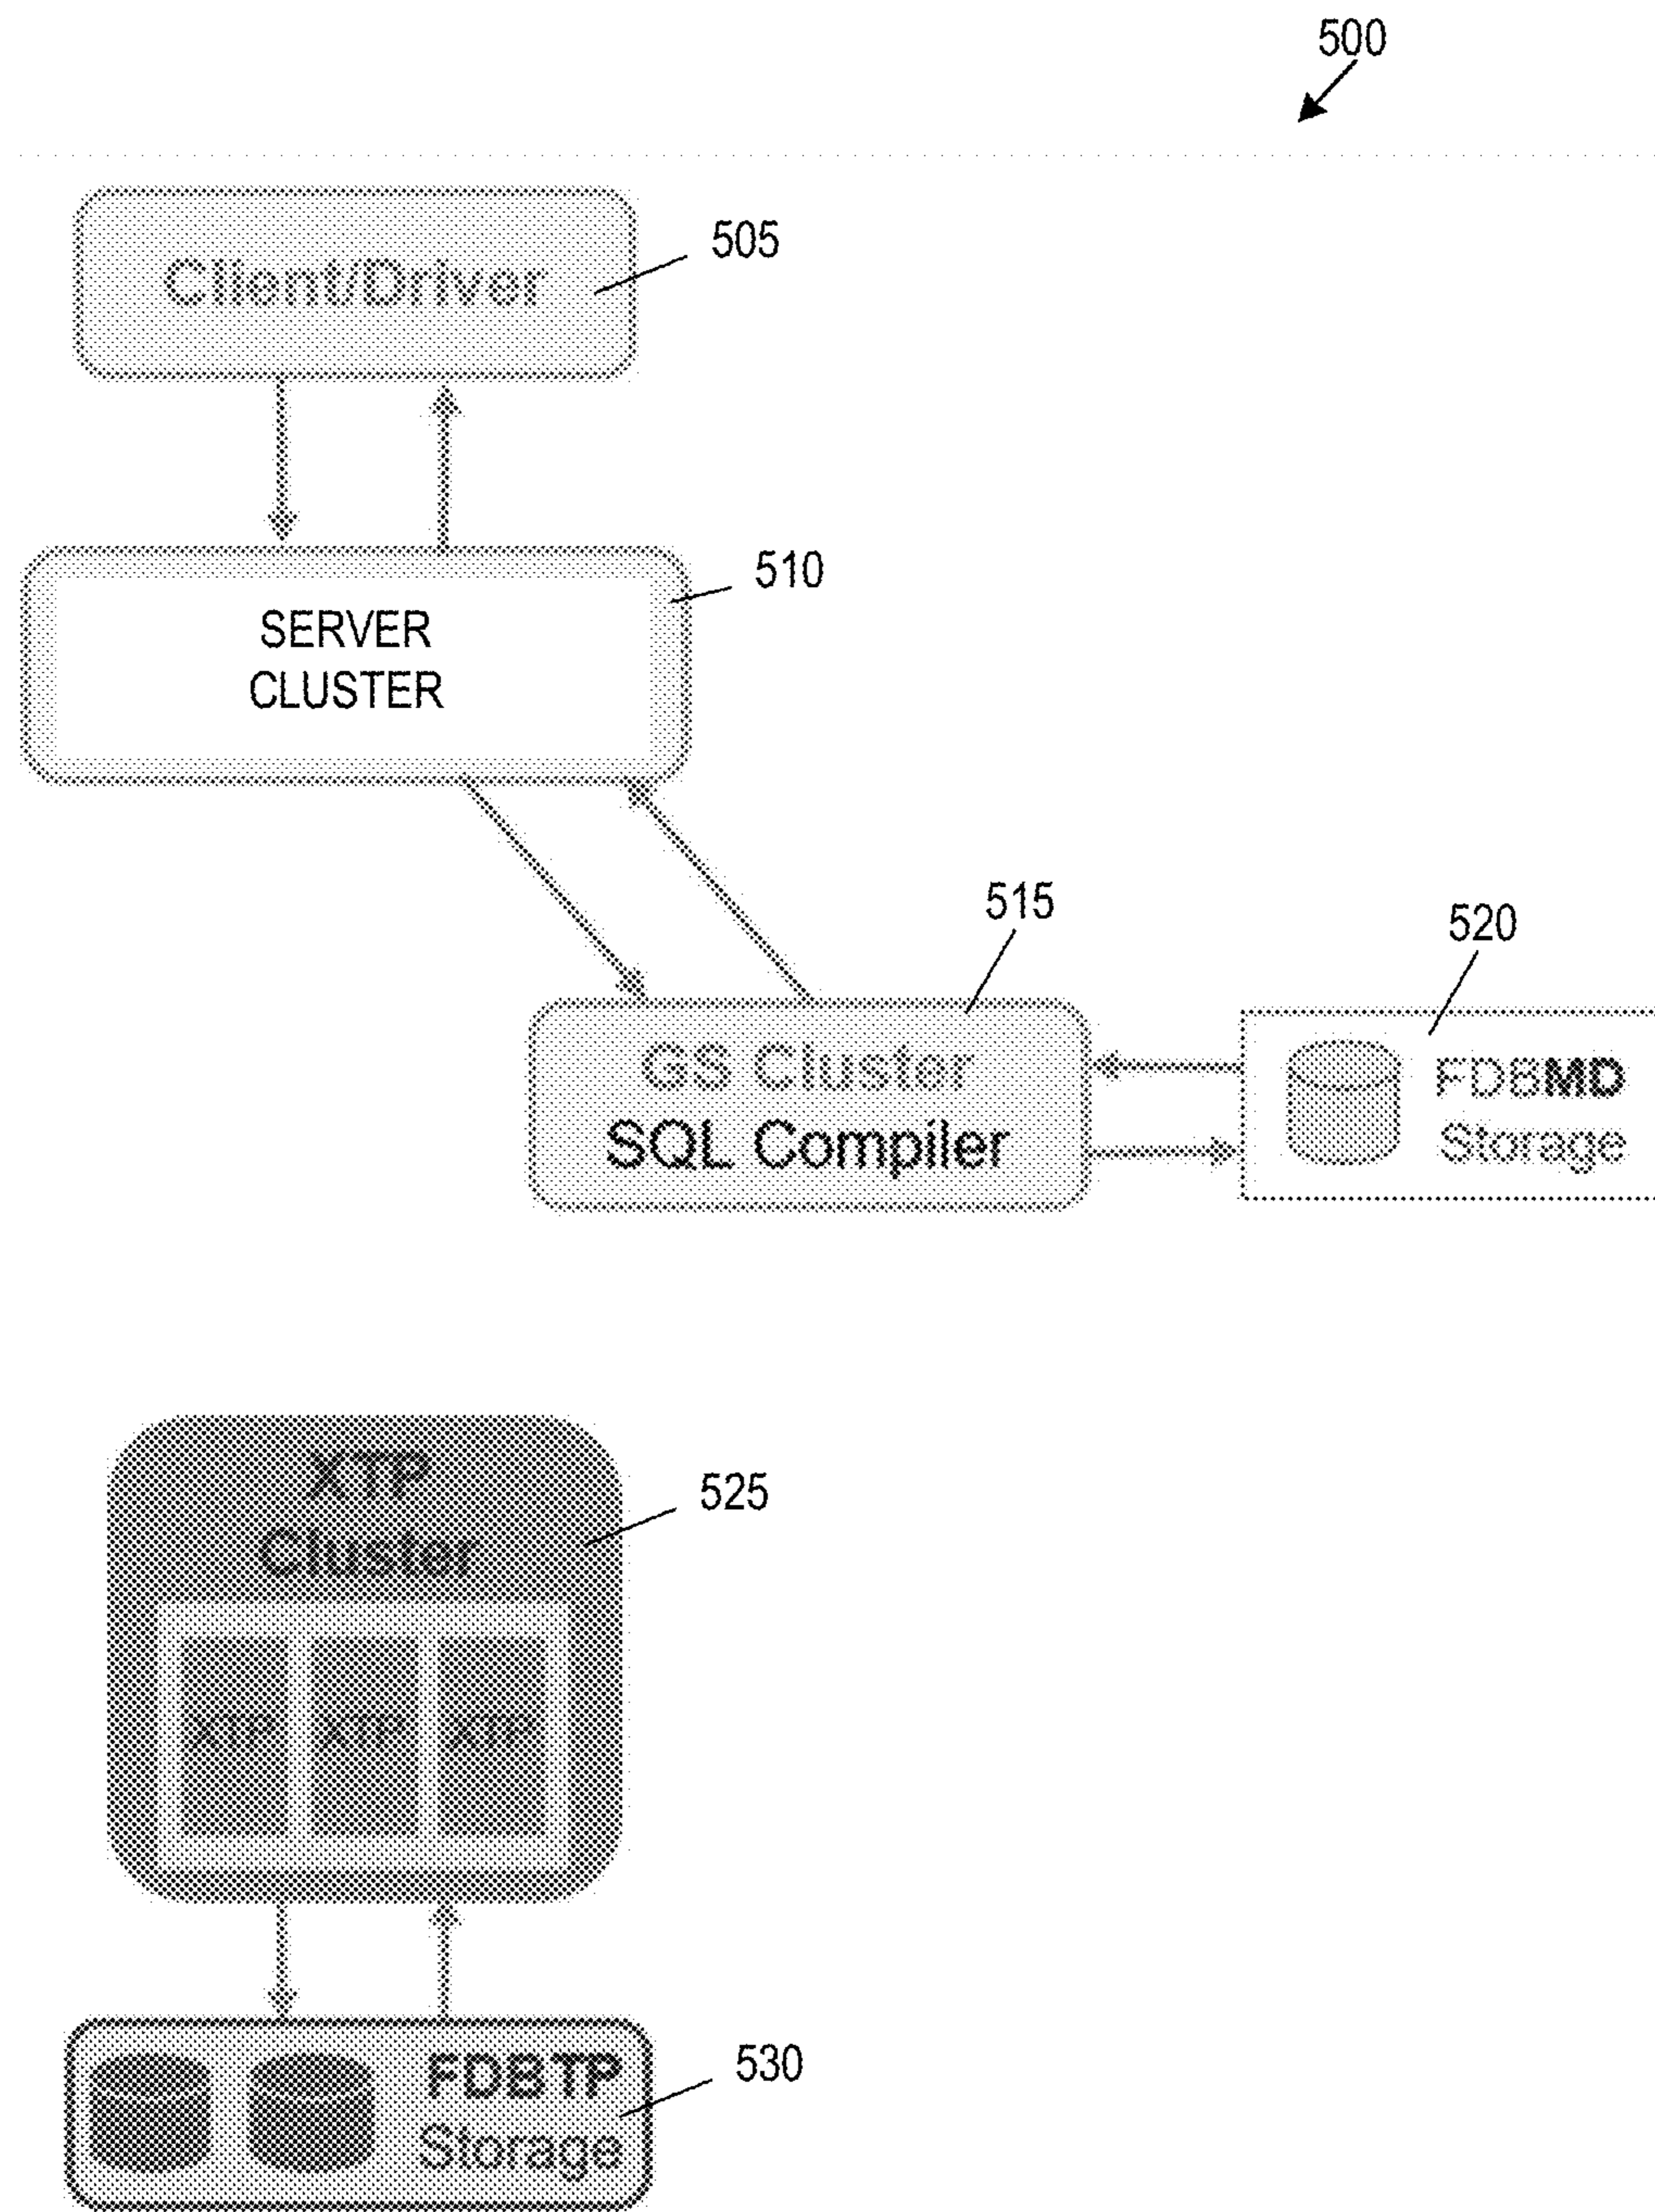 500
Client/Driver
505
SERVER
CLUSTER
510
515
520
GS Cluster
SQL Compiler
FDBMD
Storage
XTP
Cluster
525
XTP XTP XTP
FDBTP
Storage
530